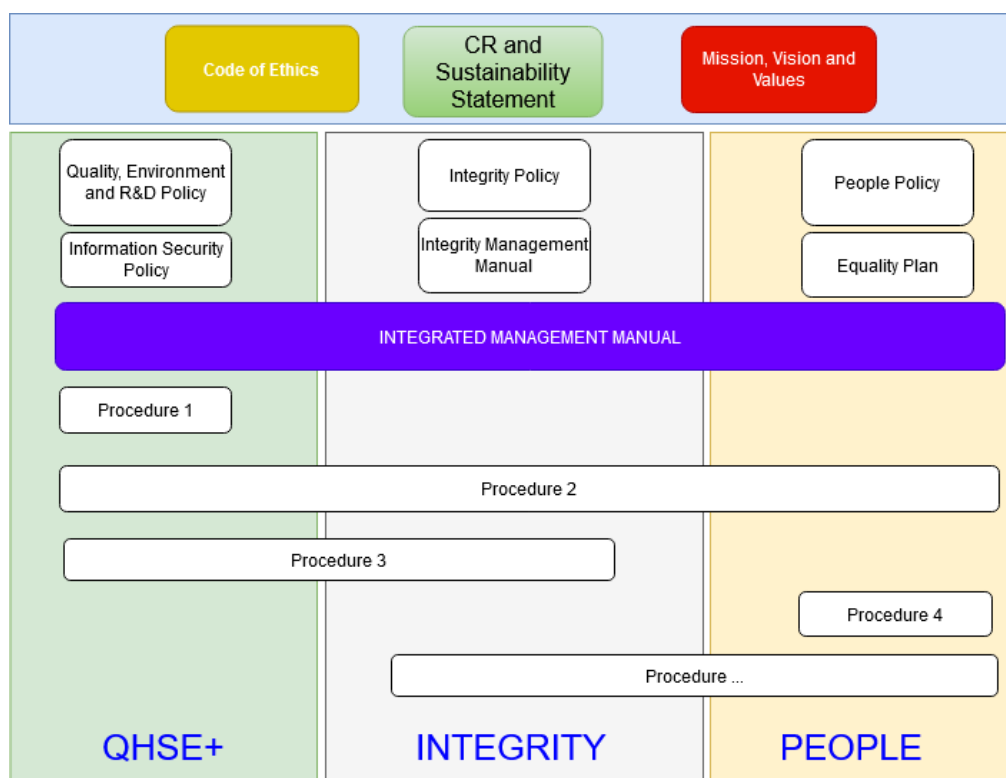 Code of Ethics
CR and
Sustainability
Statement
Mission, Vision and
Values
Quality, Environment
and R&D Policy
Integrity Policy
People Policy
Information Security
Policy
Integrity Management
Manual
Equality Plan
INTEGRATED MANAGEMENT MANUAL
Procedure 1
Procedure 2
Procedure 3
Procedure 4
Procedure ...
QHSE+
INTEGRITY
PEOPLE